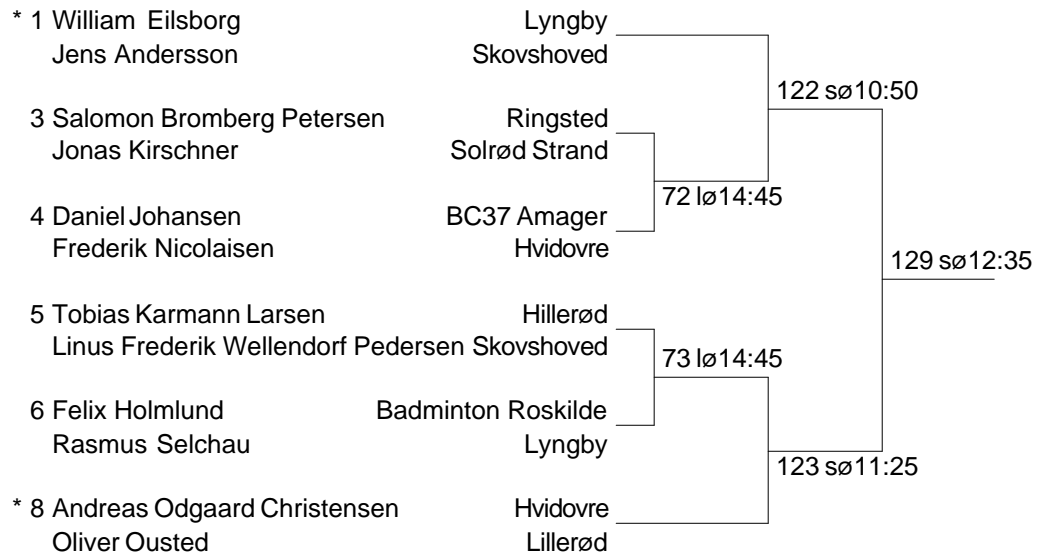 * 1 William Eilsborg Lyngby
Jens Andersson Skovshoved
122 sø10:50
3 Salomon Bromberg Petersen Ringsted
Jonas Kirschner Solrød Strand
72 lø14:45
4 Daniel Johansen BC37 Amager
Frederik Nicolaisen Hvidovre
129 sø12:35
5 Tobias Karmann Larsen Hillerød
Linus Frederik Wellendorf Pedersen Skovshoved
73 lø14:45
6 Felix Holmlund Badminton Roskilde
Rasmus Selchau Lyngby
123 sø11:25
* 8 Andreas Odgaard Christensen Hvidovre
Oliver Ousted Lillerød